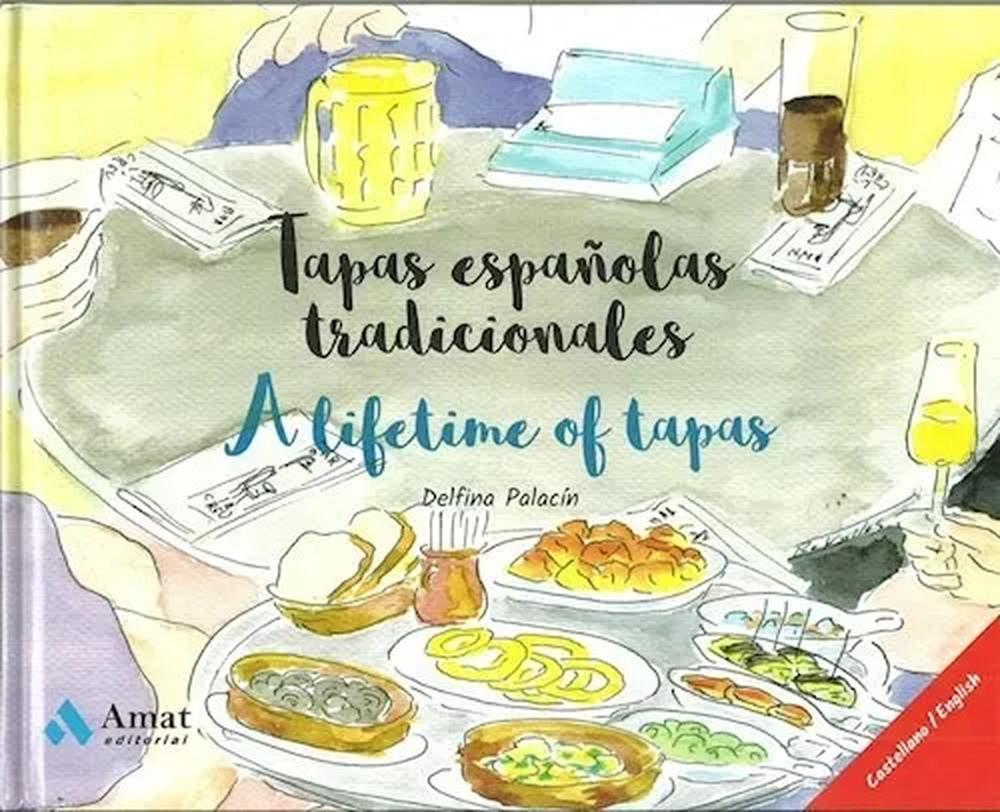 Tapas españolas
tradicionales
A lifetime of tapas
Delfina Palacín
Amat
editorial
Castellano / English